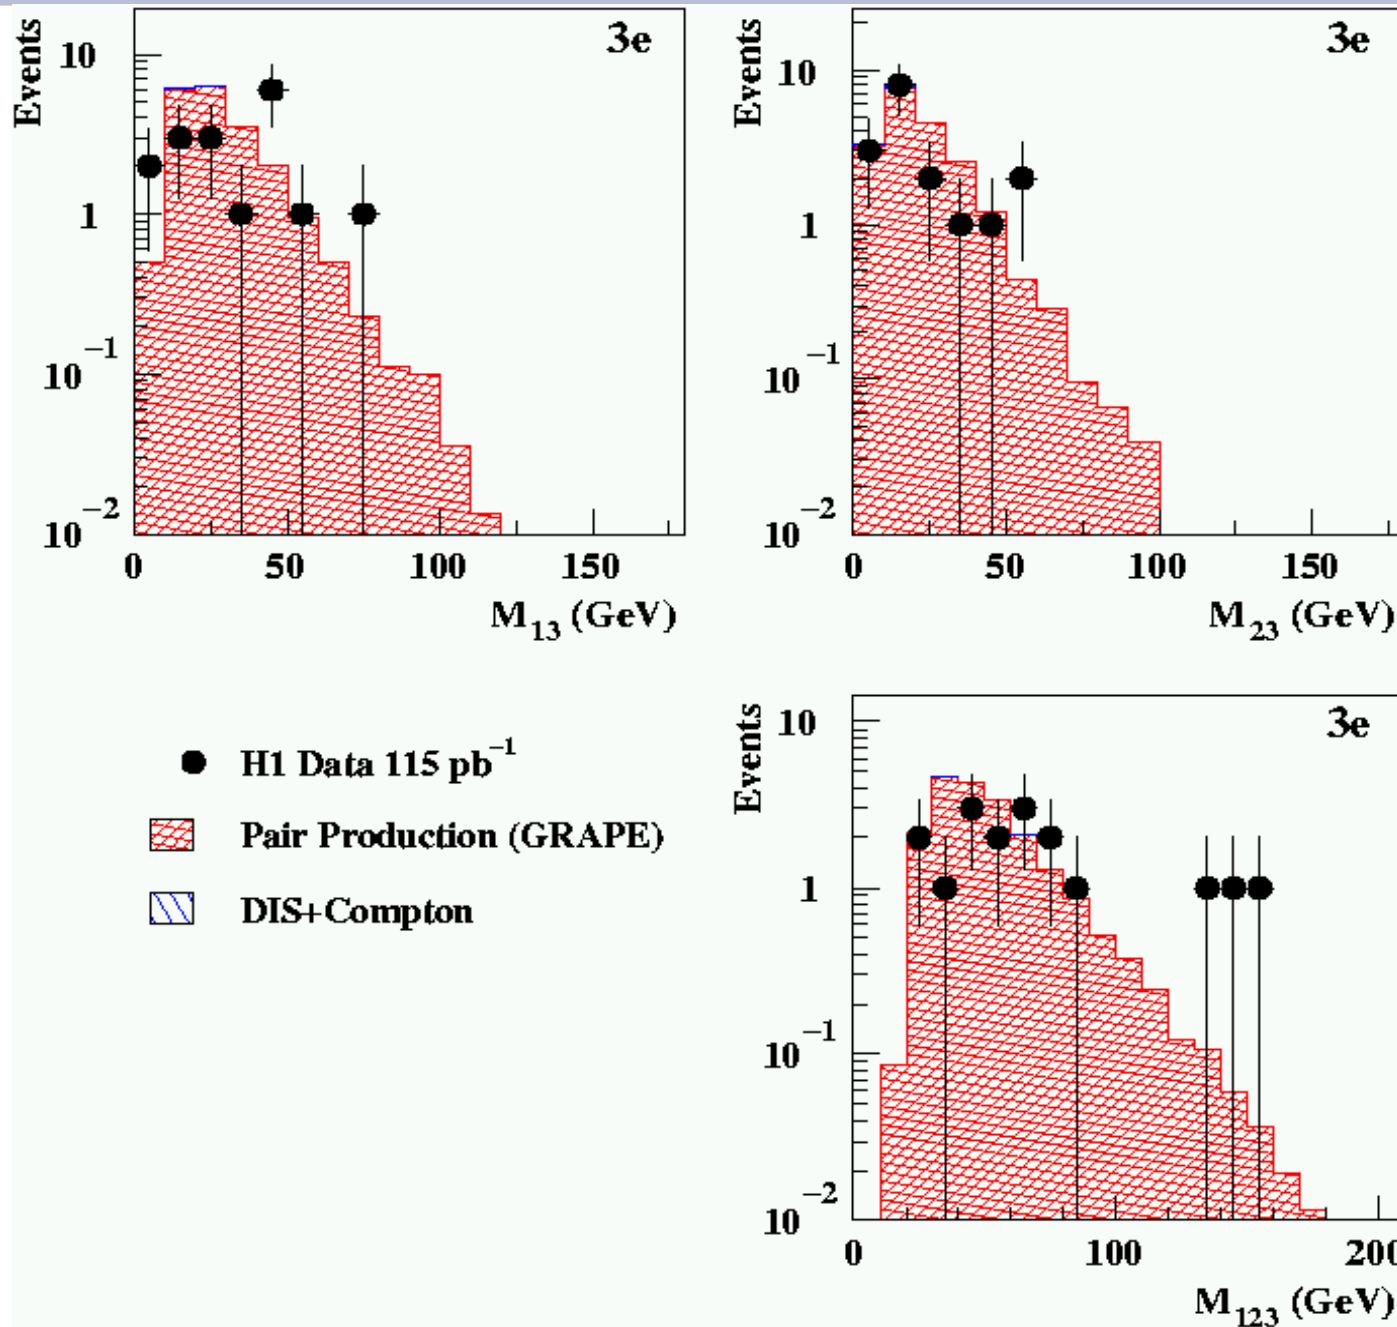 Events
3e
10
1
10⁻¹
10⁻²
0 50 100 150
M₁₃ (GeV)
Events
3e
10
1
10⁻¹
10⁻²
0 50 100 150
M₂₃ (GeV)
H1 Data 115 pb⁻¹
Pair Production (GRAPE)
DIS+Compton
Events
3e
10
1
10⁻¹
10⁻²
0 100 200
M₁₂₃ (GeV)